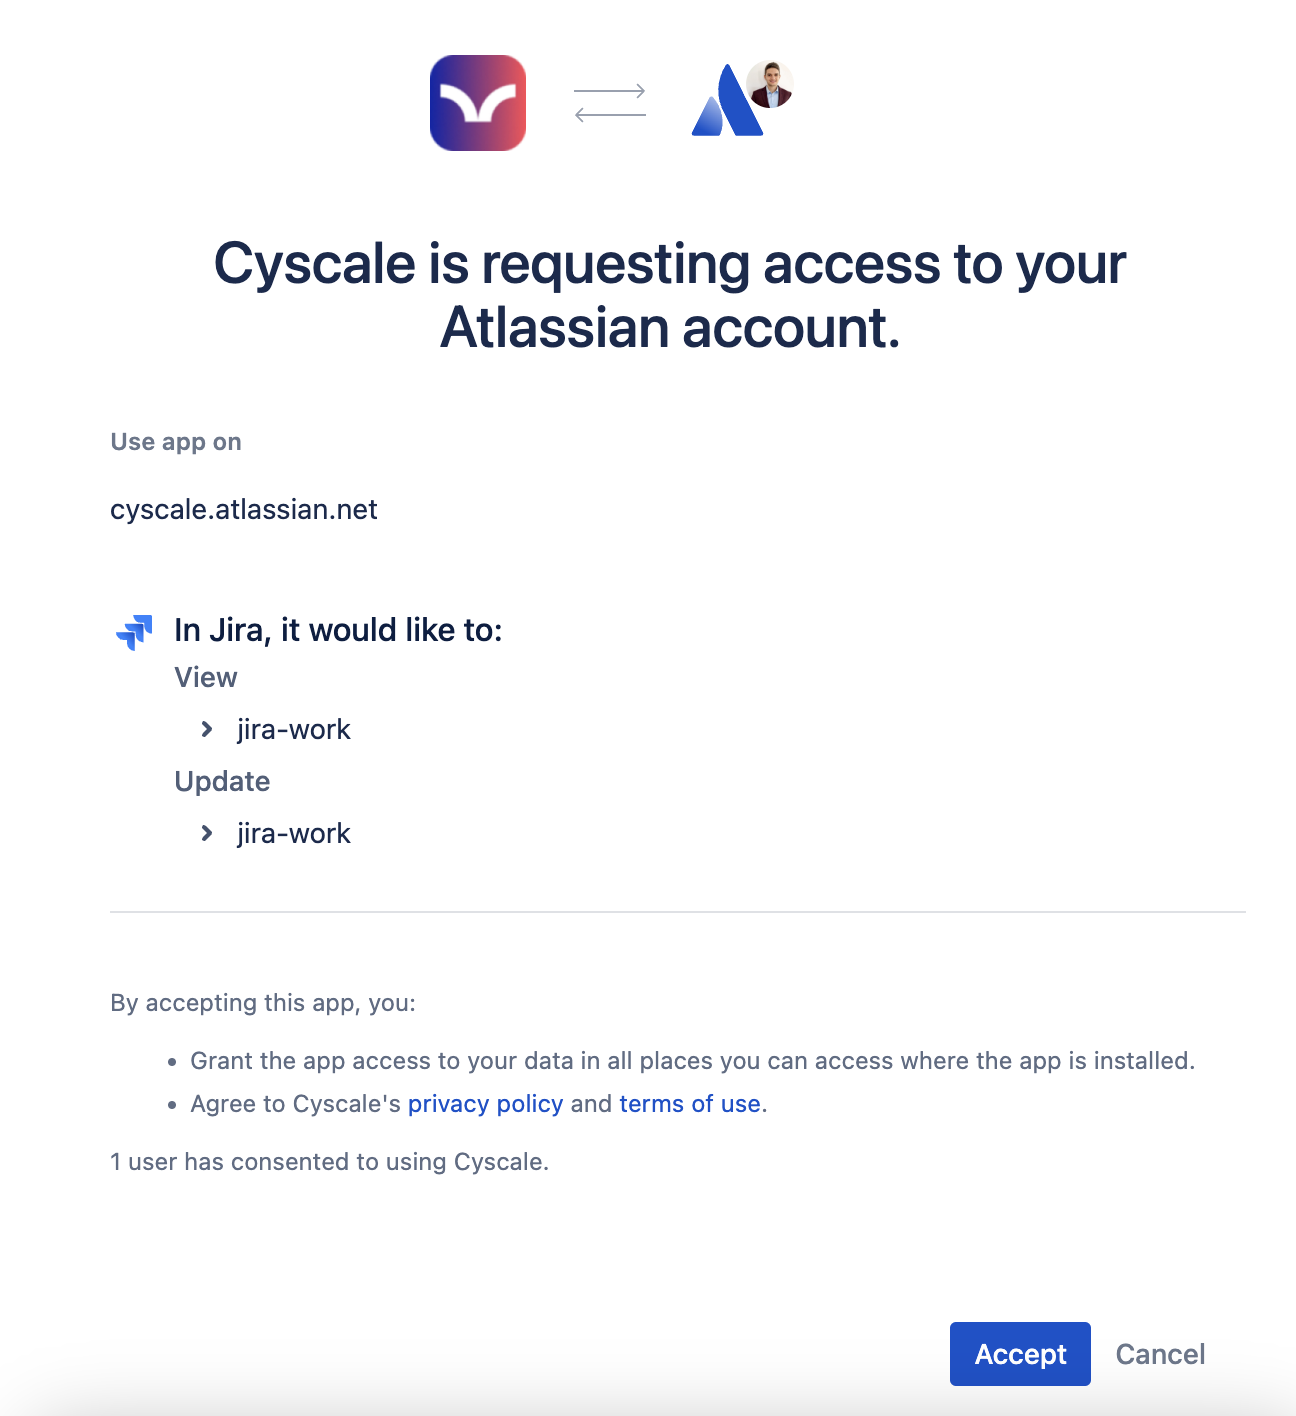 Cyscale is requesting access to your
Atlassian account.
Use app on
cyscale.atlassian.net
In Jira, it would like to:
View
jira-work
Update
jira-work
By accepting this app, you:
• Grant the app access to your data in all places you can access where the app is installed.
• Agree to Cyscale's privacy policy and terms of use.
1 user has consented to using Cyscale.
Accept Cancel